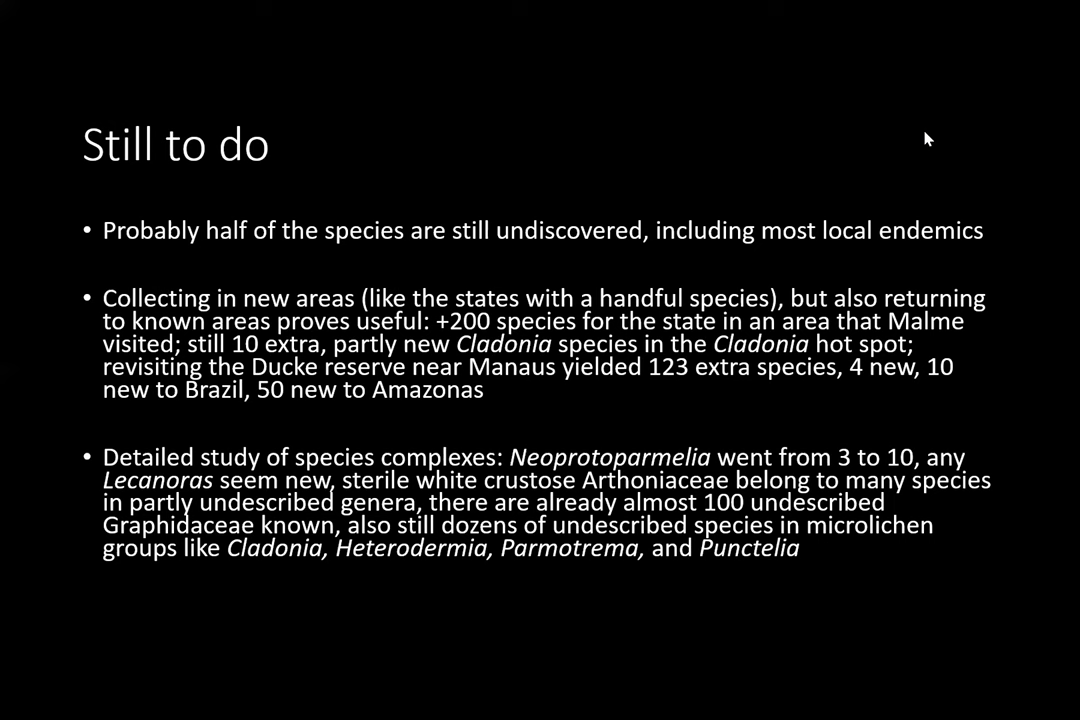 Still to do
• Probably half of the species are still undiscovered, including most local endemics
• Collecting in new areas (like the states with a handful species), but also returning
to known areas proves useful: +200 species for the state in an area that Malme
visited; still 10 extra, partly new Cladonia species in the Cladonia hot spot;
revisiting the Ducke reserve near Manaus yielded 123 extra species, 4 new, 10
new to Brazil, 50 new to Amazonas
• Detailed study of species complexes: Neoprotoparmelia went from 3 to 10, any
Lecanoras seem new, sterile white crustose Arthoniaceae belong to many species
in partly undescribed genera, there are already almost 100 undescribed
Graphidaceae known, also still dozens of undescribed species in microlichen
groups like Cladonia, Heterodermia, Parmotrema, and Punctelia